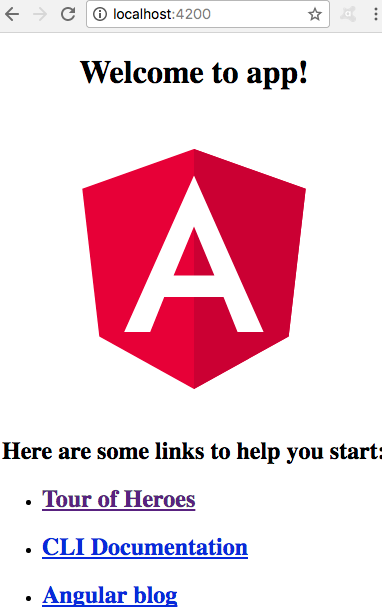 localhost:4200
Welcome to app!
A
Here are some links to help you start:
Tour of Heroes
CLI Documentation
Angular blog